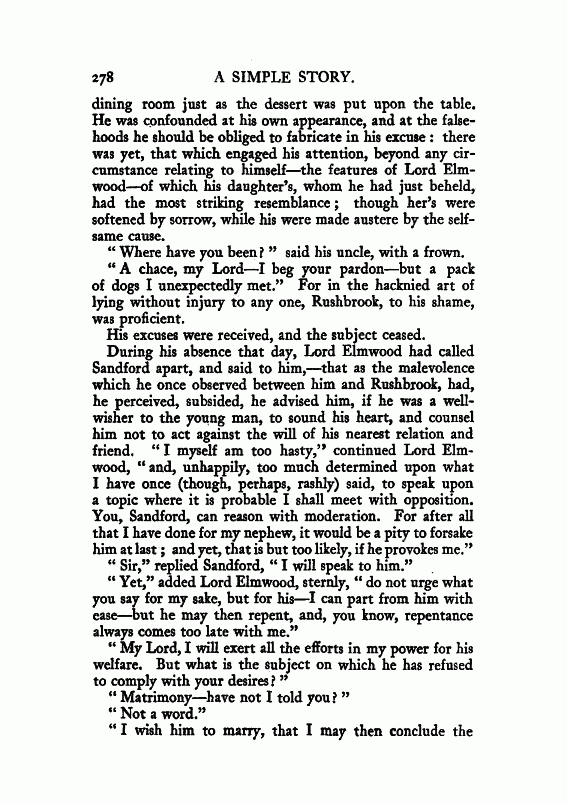 278 A SIMPLE STORY.
dining room just as the dessert was put upon the table.
He was confounded at his own appearance, and at the false-
hoods he should be obliged to fabricate in his excuse : there
was yet, that which engaged his attention, beyond any cir-
cumstance relating to himself—the features of Lord Elm-
wood—of which his daughter's, whom he had just beheld,
had the most striking resemblance ; though her's were
softened by sorrow, while his were made austere by the self-
same cause.
“ Where have you been ? ” said his uncle, with a frown.
“ A chace, my Lord—I beg your pardon—but a pack
of dogs I unexpectedly met.” For in the hacknied art of
lying without injury to any one, Rushbrook, to his shame,
was proficient.
His excuses were received, and the subject ceased.
During his absence that day, Lord Elmwood had called
Sandford apart, and said to him,—that as the malevolence
which he once observed between him and Rushbrook, had,
he perceived, subsided, he advised him, if he was a well-
wisher to the young man, to sound his heart, and counsel
him not to act against the will of his nearest relation and
friend. “ I myself am too hasty,” continued Lord Elm-
wood, “ and, unhappily, too much determined upon what
I have once (though, perhaps, rashly) said, to speak upon
a topic where it is probable I shall meet with opposition.
You, Sandford, can reason with moderation. For after all
that I have done for my nephew, it would be a pity to forsake
him at last ; and yet, that is but too likely, if he provokes me.”
“ Sir,” replied Sandford, “ I will speak to him.”
“ Yet,” added Lord Elmwood, sternly, “ do not urge what
you say for my sake, but for his—I can part from him with
ease—but he may then repent, and, you know, repentance
always comes too late with me.”
“ My Lord, I will exert all the efforts in my power for his
welfare. But what is the subject on which he has refused
to comply with your desires ? ”
“ Matrimony—have not I told you ? ”
“ Not a word.”
“ I wish him to marry, that I may then conclude the